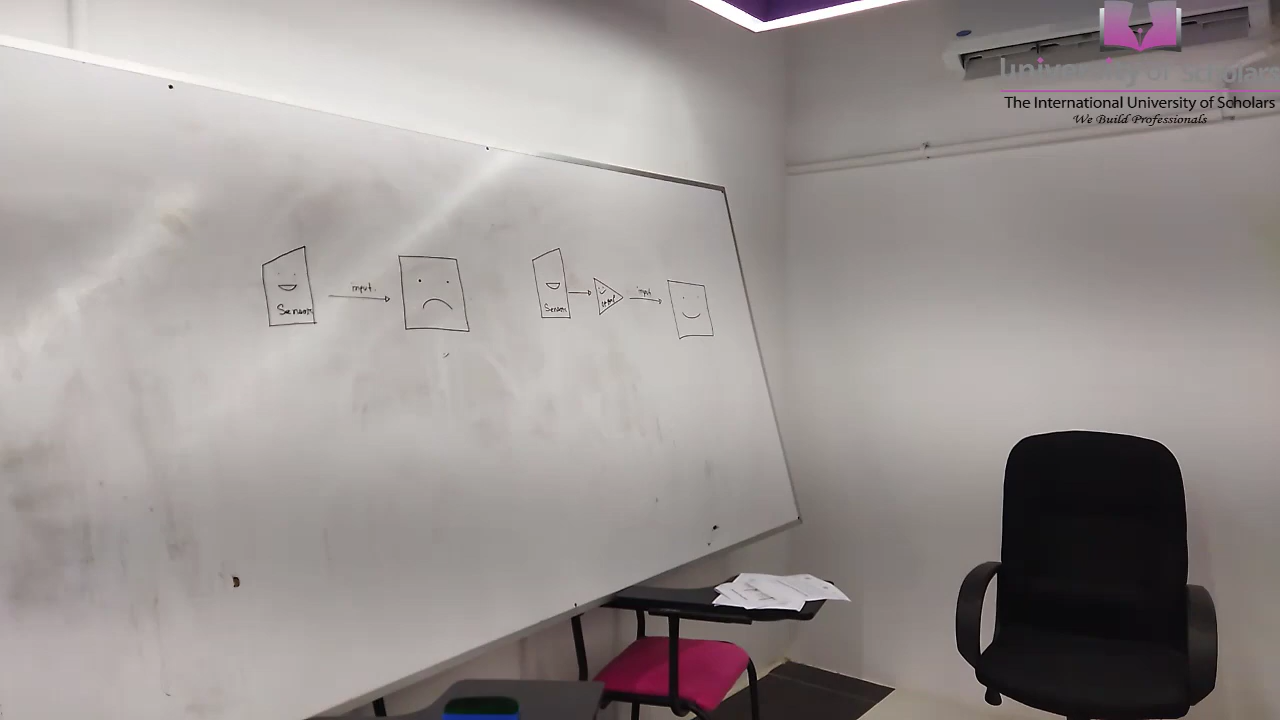 University of Scholars
The International University of Scholars
We Build Professionals
input
Sensor
input
Sensor